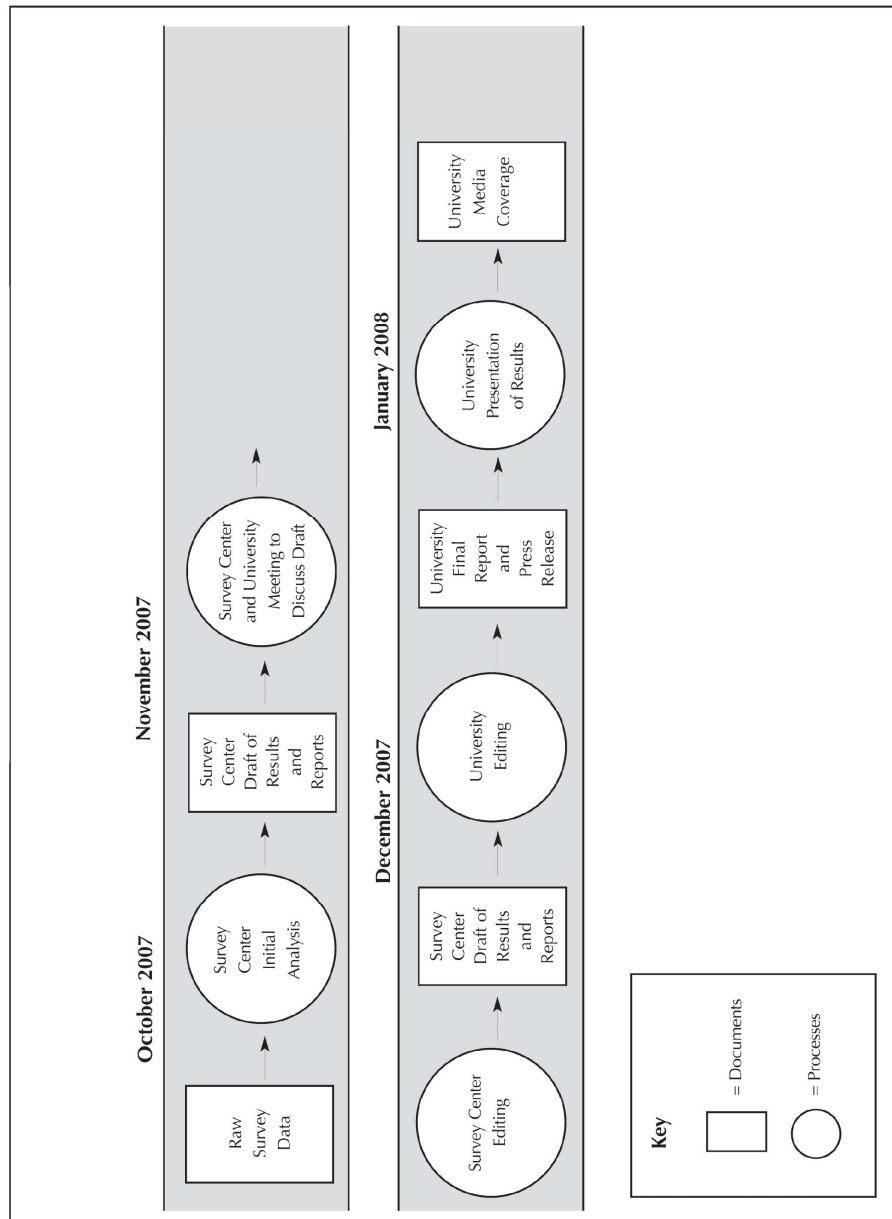 October 2007
November 2007
Raw
Survey
Data
Survey
Center
Initial
Analysis
Survey
Center
Draft of
Results
and
Reports
Survey Center
and University
Meeting to
Discuss Draft
December 2007
January 2008
Survey Center
Editing
Survey
Center
Draft of
Results
and
Reports
University
Editing
University
Final
Report
and
Press
Release
University
Presentation
of Results
University
Media
Coverage
Key
= Documents
= Processes